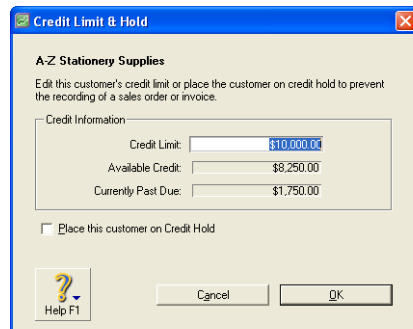 Credit Limit & Hold
A-Z Stationery Supplies
Edit this customer's credit limit or place the customer on credit hold to prevent
the recording of a sales order or invoice.
Credit Information
Credit Limit: $10,000.00
Available Credit: $8,250.00
Currently Past Due: $1,750.00
Place this customer on Credit Hold
Help F1
Cancel
OK